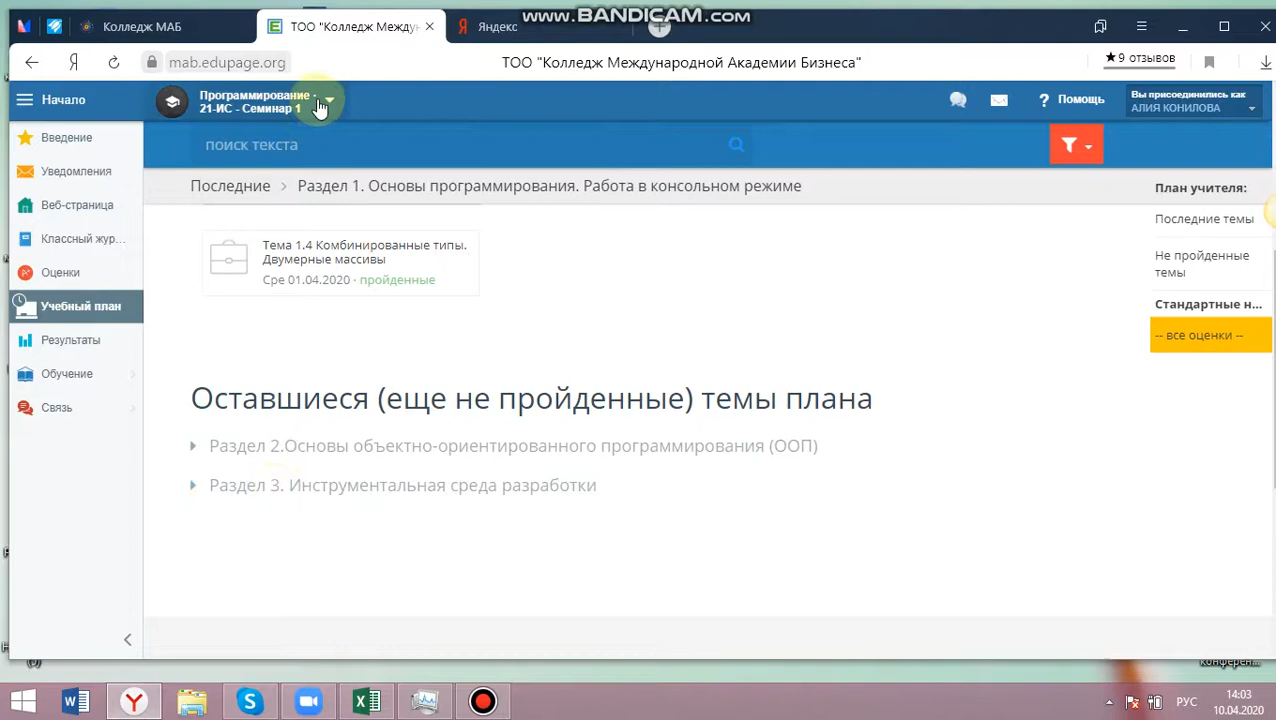 www.BANDICAM.com
Колледж МАБ
ТОО "Колледж Между
Яндекс
mab.edupage.org
ТОО "Колледж Международной Академии Бизнеса"
★9 отзывов
Начало
Программирование ·
21-ИС - Семинар 1
? Помощь
Вы присоединились как
АЛИЯ КОНИЛОВА
Введение
Уведомления
Веб-страница
Классный жур...
Оценки
Учебный план
Результаты
Обучение
Связь
поиск текста
Последние > Раздел 1. Основы программирования. Работа в консольном режиме
Тема 1.4 Комбинированные типы.
Двумерные массивы
Сре 01.04.2020 · пройденные
Оставшиеся (еще не пройденные) темы плана
Раздел 2.Основы объектно-ориентированного программирования (ООП)
Раздел 3. Инструментальная среда разработки
План учителя:
Последние темы
Не пройденные
темы
Стандартные н...
-- все оценки --
конферен...
РУС
14:03
10.04.2020